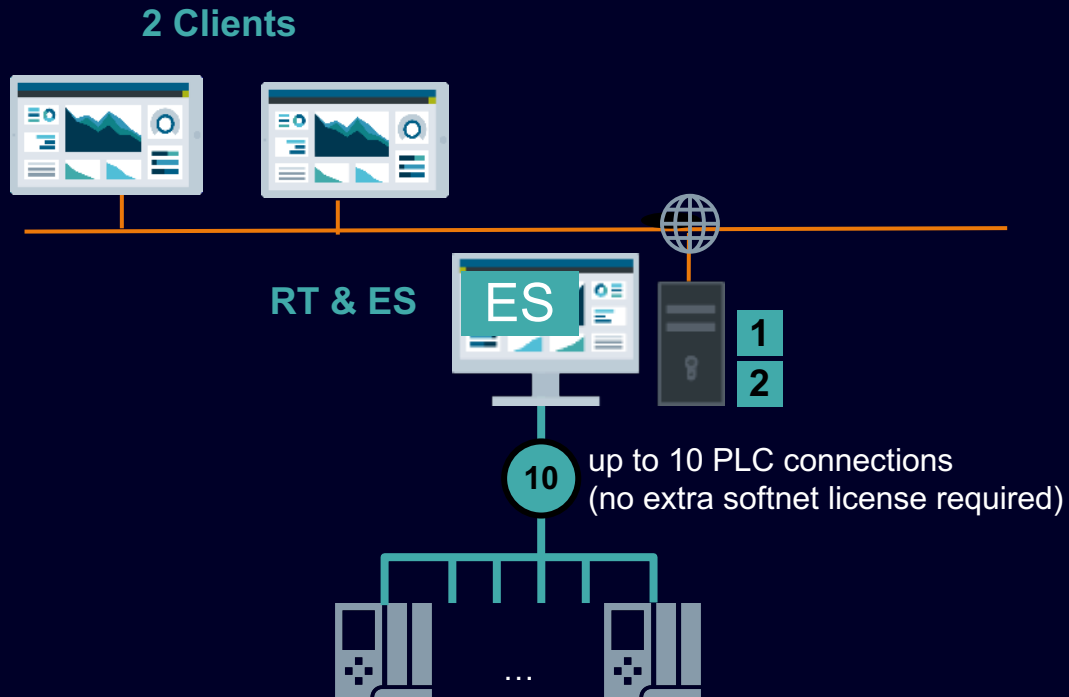 2 Clients
RT & ES
ES
1
2
10
up to 10 PLC connections
(no extra softnet license required)
...